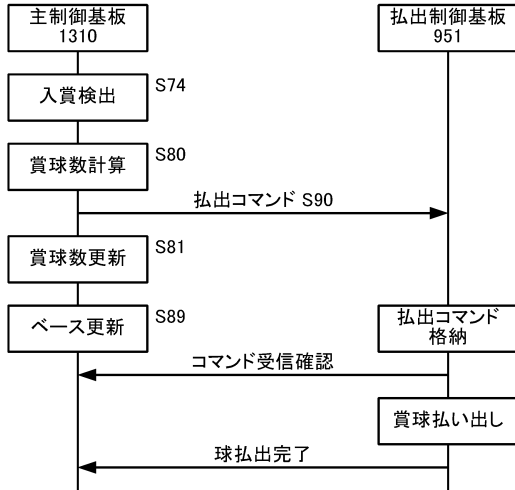 主制御基板
1310
払出制御基板
951
入賞検出
S74
賞球数計算
S80
払出コマンド S90
賞球数更新
S81
ベース更新
S89
払出コマンド
格納
コマンド受信確認
賞球払い出し
球払出完了